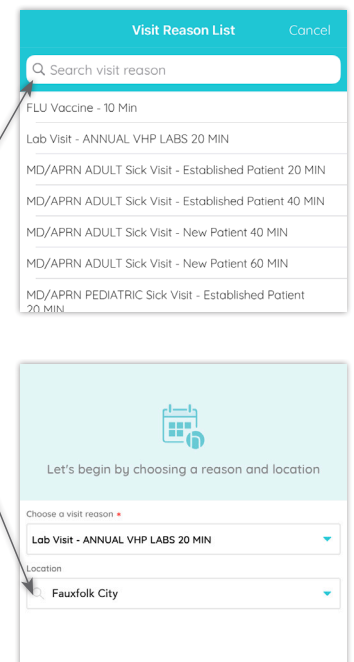 Visit Reason List
Cancel
Search visit reason
FLU Vaccine - 10 Min
Lab Visit - ANNUAL VHP LABS 20 MIN
MD/APRN ADULT Sick Visit - Established Patient 20 MIN
MD/APRN ADULT Sick Visit - Established Patient 40 MIN
MD/APRN ADULT Sick Visit - New Patient 40 MIN
MD/APRN ADULT Sick Visit - New Patient 60 MIN
MD/APRN PEDIATRIC Sick Visit - Established Patient
20 MIN
Let's begin by choosing a reason and location
Choose a visit reason *
Lab Visit - ANNUAL VHP LABS 20 MIN
Location
Fauxfolk City